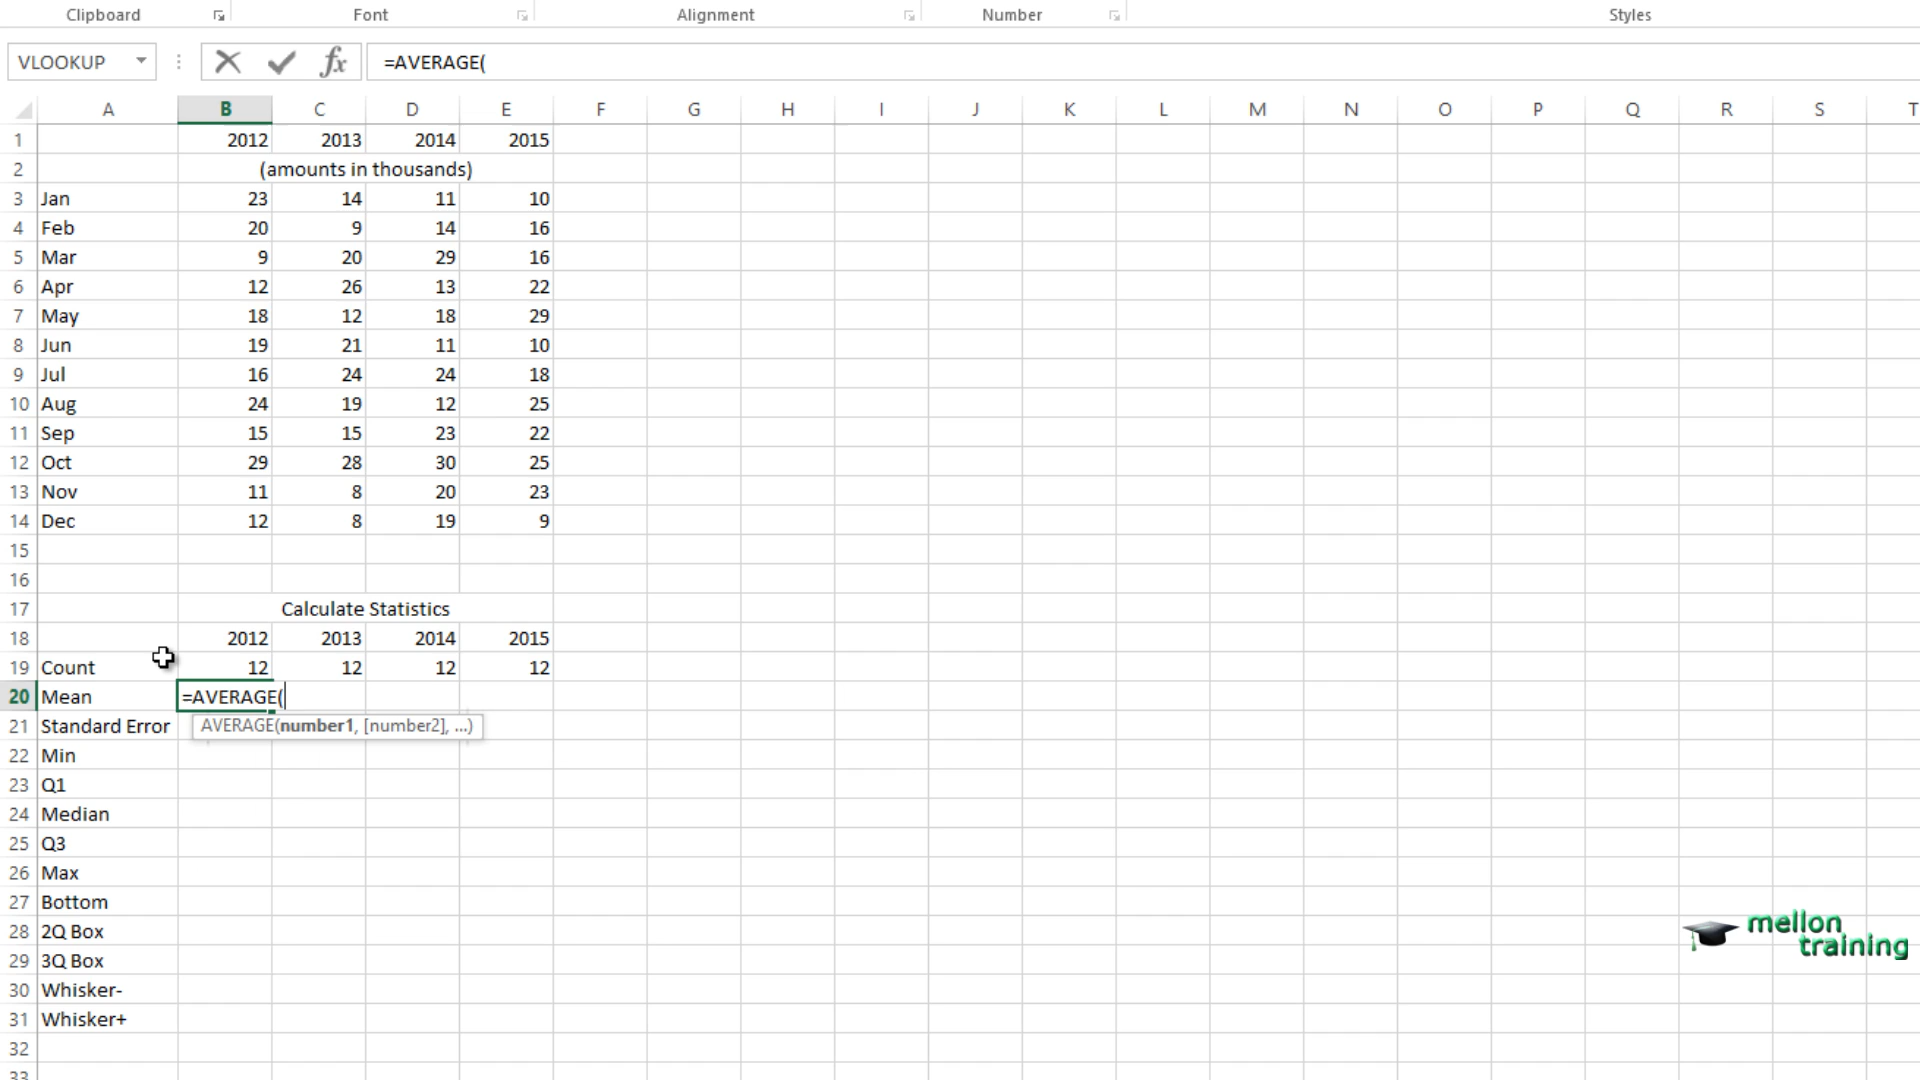 Clipboard Font Alignment Number Styles
VLOOKUP fx =AVERAGE(
A B C D E F G H I J K L M N O P Q R S T
1 2012 2013 2014 2015
2 (amounts in thousands)
3 Jan 23 14 11 10
4 Feb 20 9 14 16
5 Mar 9 20 29 16
6 Apr 12 26 13 22
7 May 18 12 18 29
8 Jun 19 21 11 10
9 Jul 16 24 24 18
10 Aug 24 19 12 25
11 Sep 15 15 23 22
12 Oct 29 28 30 25
13 Nov 11 8 20 23
14 Dec 12 8 19 9
15
16
17 Calculate Statistics
18 2012 2013 2014 2015
19 Count 12 12 12 12
20 Mean =AVERAGE(
21 Standard Error AVERAGE(number1, [number2], ...)
22 Min
23 Q1
24 Median
25 Q3
26 Max
27 Bottom
28 2Q Box
29 3Q Box
30 Whisker-
31 Whisker+
32
33
mellon
training